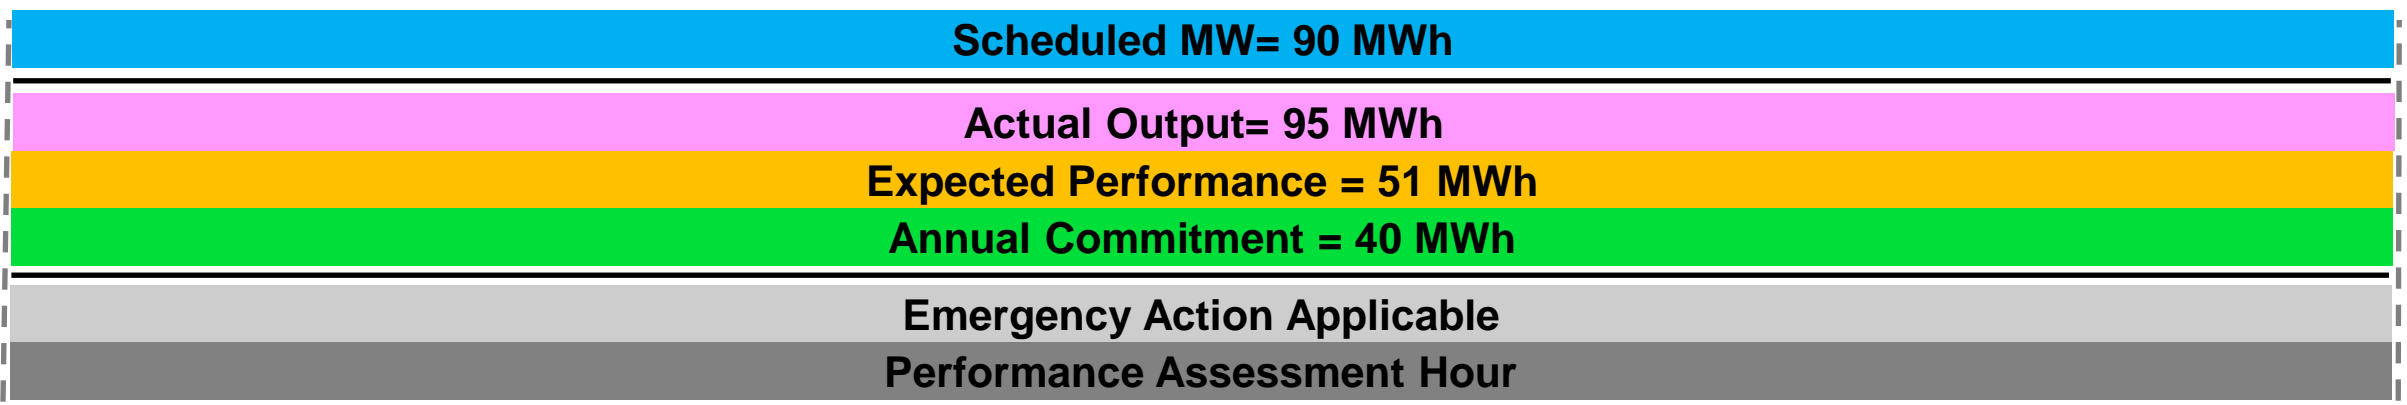 Scheduled MW= 90 MWh
Actual Output= 95 MWh
Expected Performance = 51 MWh
Annual Commitment = 40 MWh
Emergency Action Applicable
Performance Assessment Hour